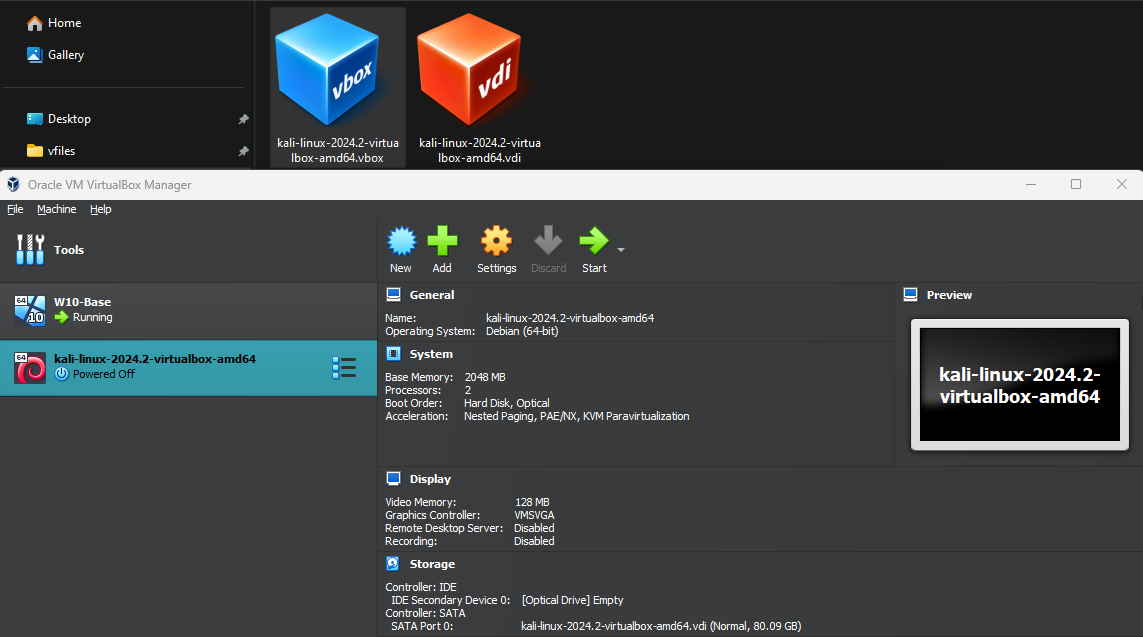 Home
Gallery
Desktop
vfiles
vbox
vdi
kali-linux-2024.2-virtua
lbox-amd64.vbox
kali-linux-2024.2-virtua
lbox-amd64.vdi
Oracle VM VirtualBox Manager
File Machine Help
Tools
New Add Settings Discard Start
64
10
W10-Base
Running
64
kali-linux-2024.2-virtualbox-amd64
Powered Off
General
Name: kali-linux-2024.2-virtualbox-amd64
Operating System: Debian (64-bit)
System
Base Memory: 2048 MB
Processors: 2
Boot Order: Hard Disk, Optical
Acceleration: Nested Paging, PAE/NX, KVM Paravirtualization
Preview
kali-linux-2024.2-
virtualbox-amd64
Display
Video Memory: 128 MB
Graphics Controller: VMSVGA
Remote Desktop Server: Disabled
Recording: Disabled
Storage
Controller: IDE
IDE Secondary Device 0: [Optical Drive] Empty
Controller: SATA
SATA Port 0: kali-linux-2024.2-virtualbox-amd64.vdi (Normal, 80.09 GB)